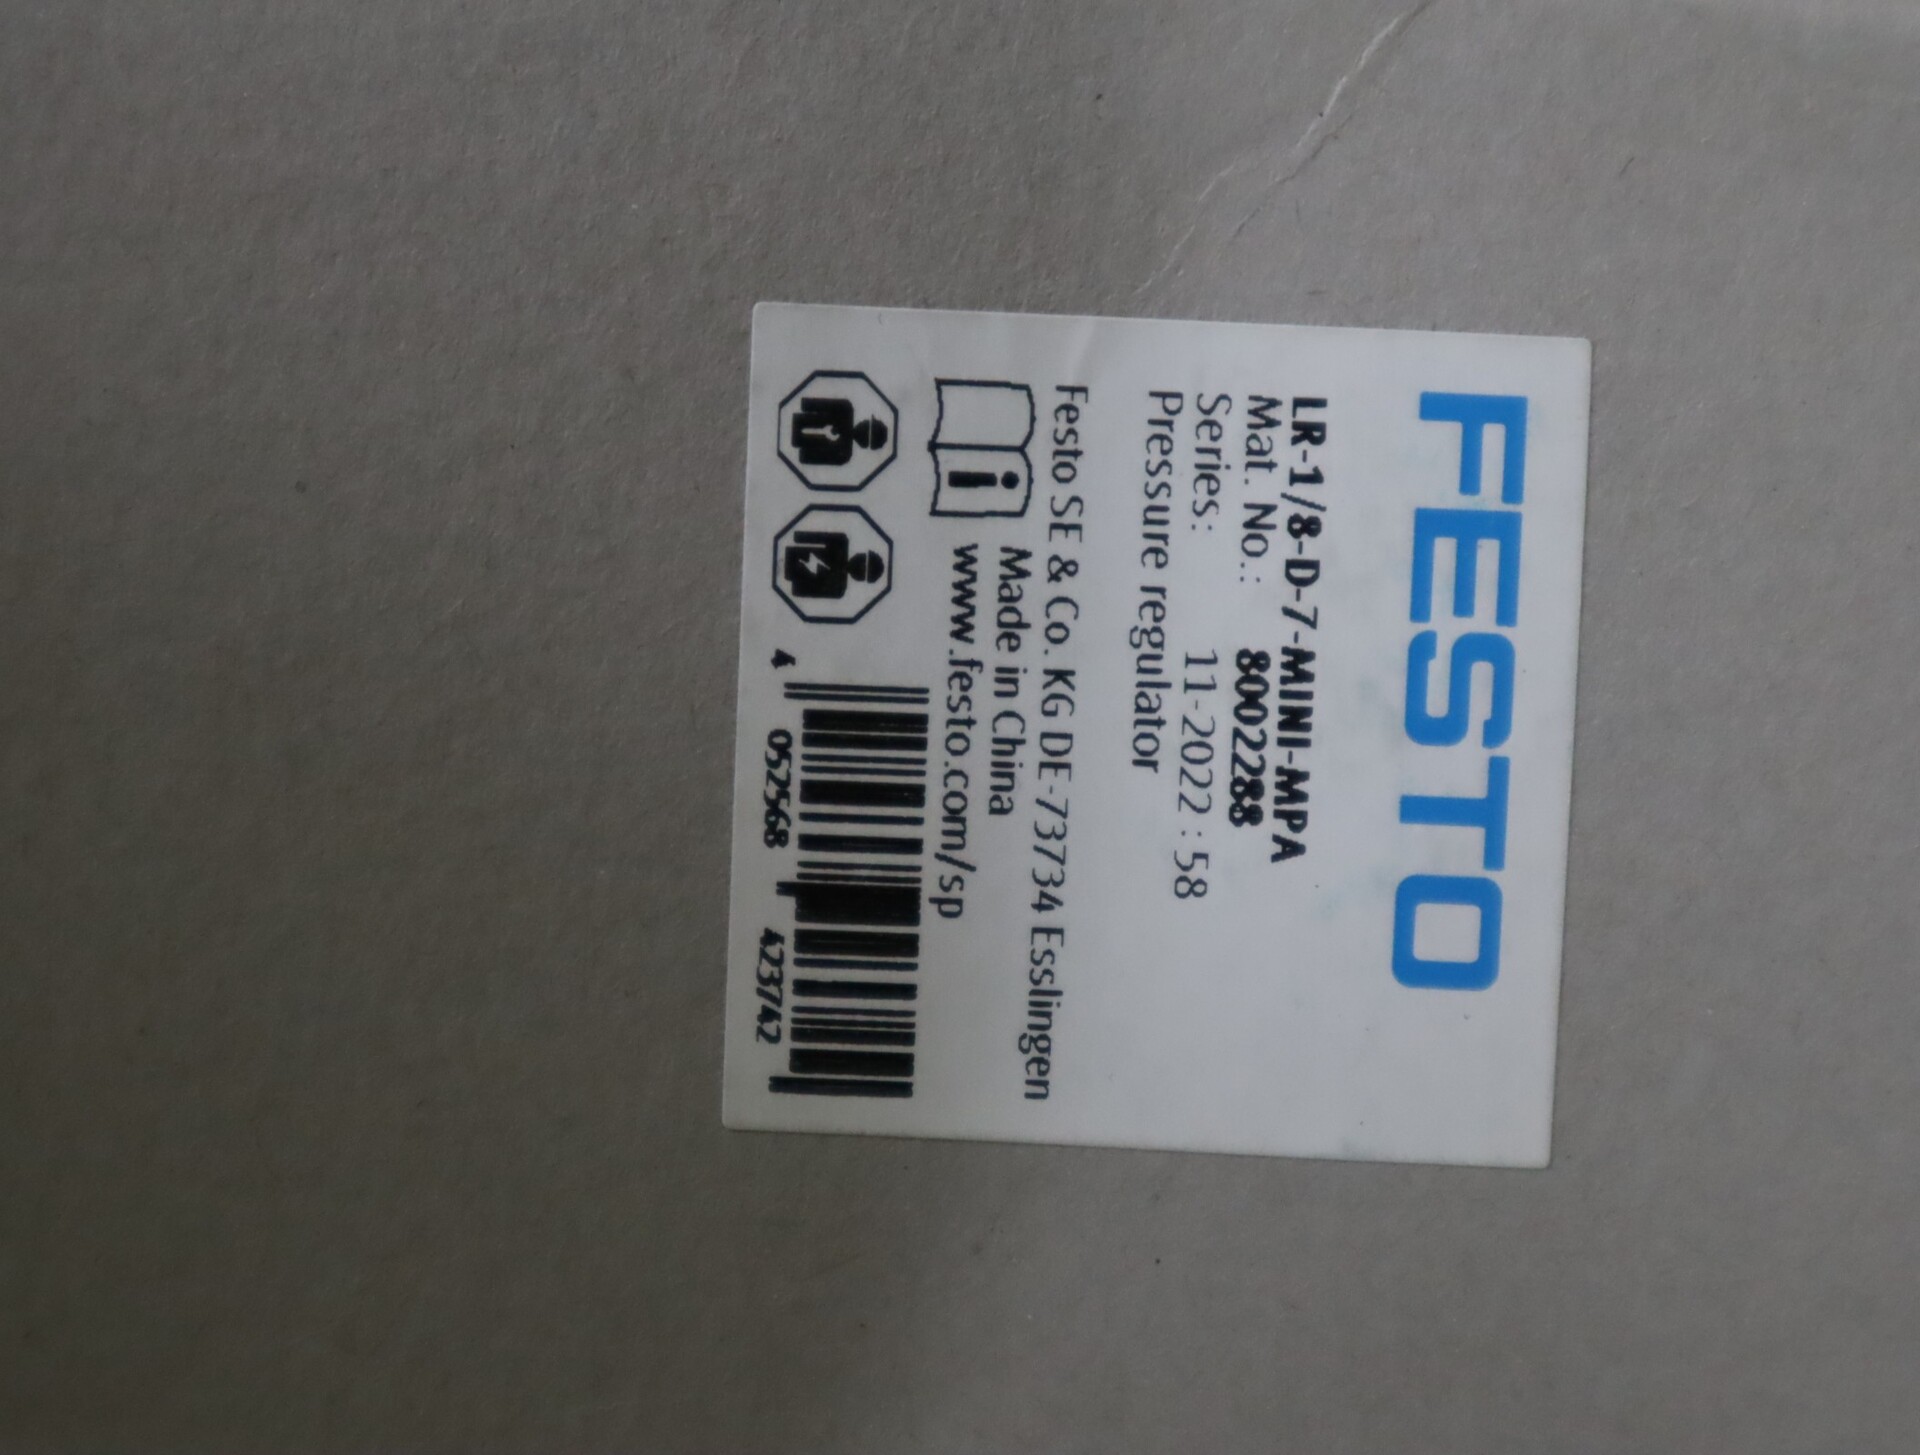 FESTO
LR-1/8-D-7-MINI-MPA
Mat. No.: 8002288
Series: 11-2022 : 58
Pressure regulator
Festo SE & Co. KG DE-73734 Esslingen
Made in China
www.festo.com/sp
4 052568 423742